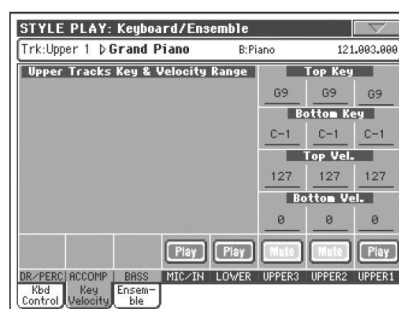 STYLE PLAY: Keyboard/Ensemble
Trk:Upper 1 ▷Grand Piano B:Piano 121.003.000
Upper Tracks Key & Velocity Range
Top Key
G9 G9 G9
Bottom Key
C-1 C-1 C-1
Top Vel.
127 127 127
Bottom Vel.
0 0 0
Play Play Mute Mute Play
DR/PERC ACCOMP BASS MIC/IN LOWER UPPER3 UPPER2 UPPER1
Kbd Key Ensem-
Control Velocity ble